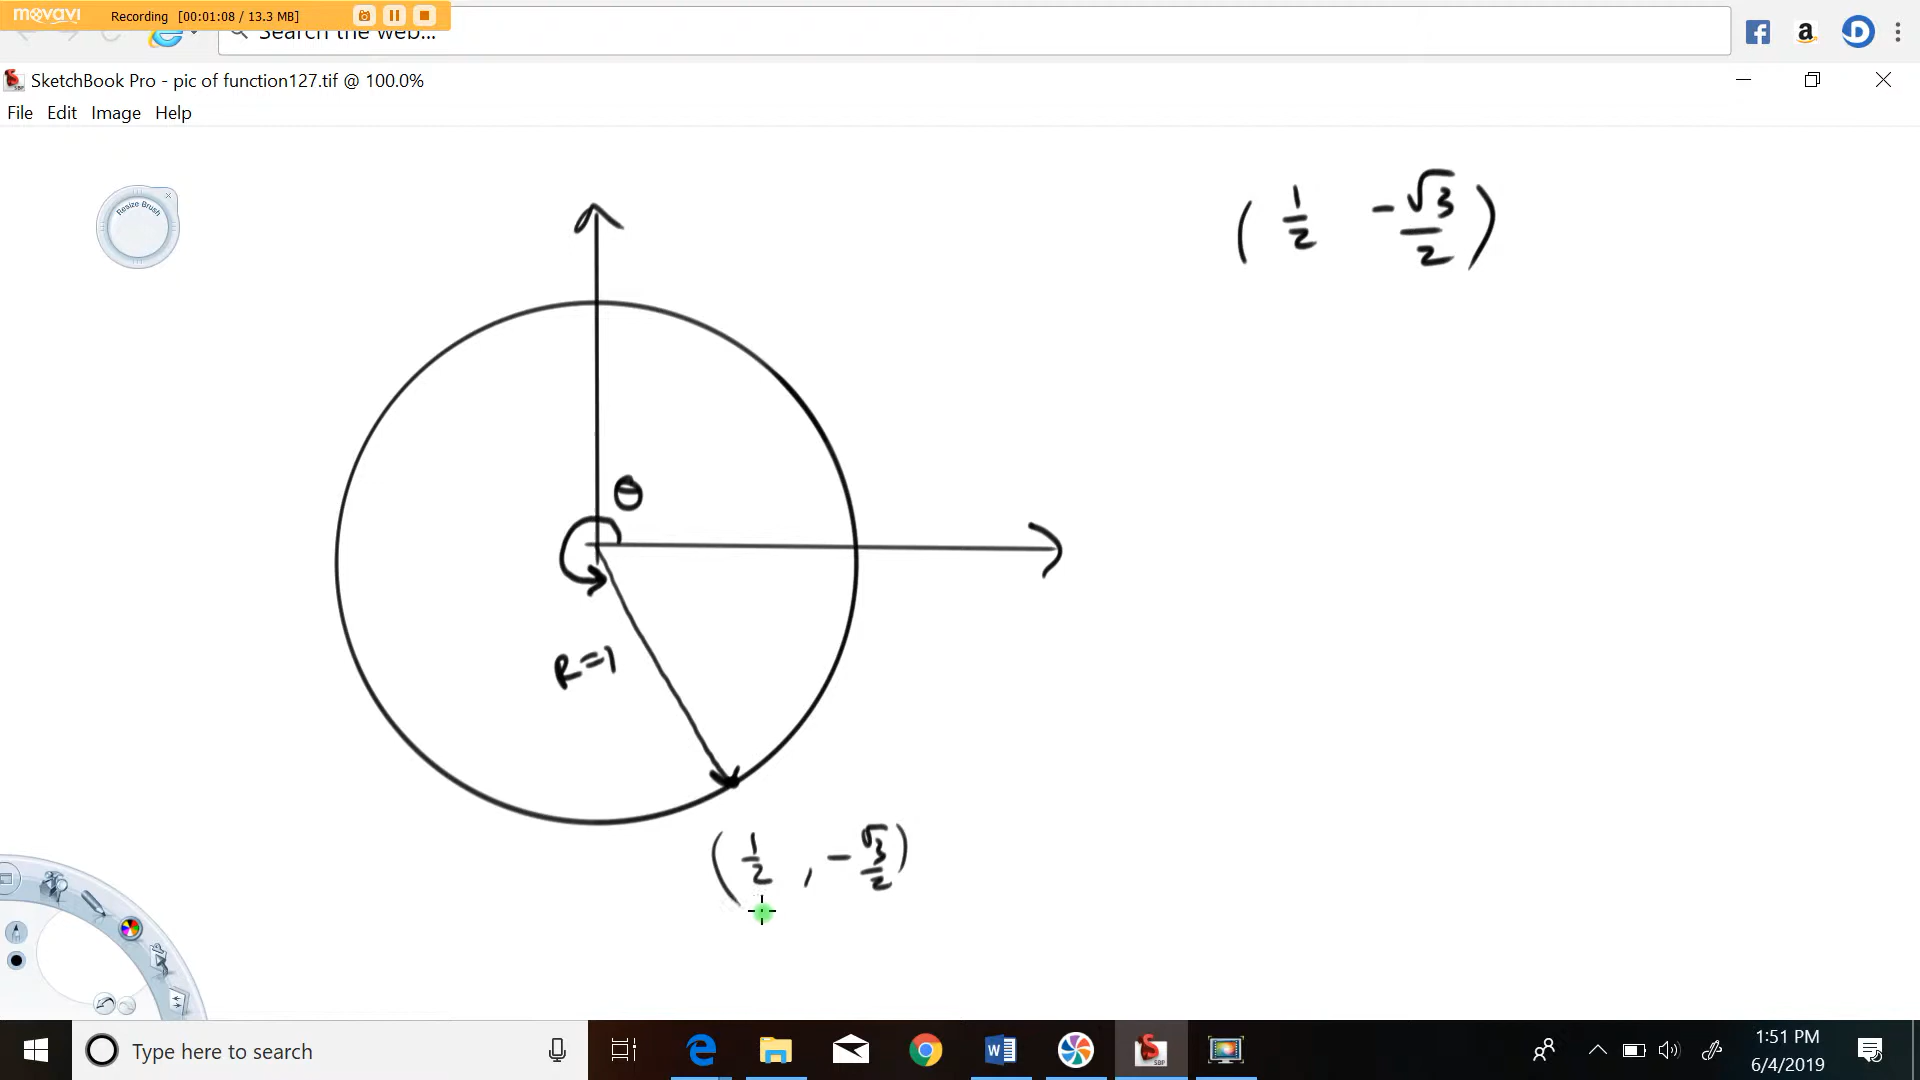 movavi Recording [00:01:08 / 13.3 MB]
Search the web...
SketchBook Pro - pic of function127.tif @ 100.0%
File Edit Image Help
Resize Brush
( 1/2 -√3/2 )
θ
R=1
( 1/2 , -√3/2 )
Type here to search
1:51 PM
6/4/2019